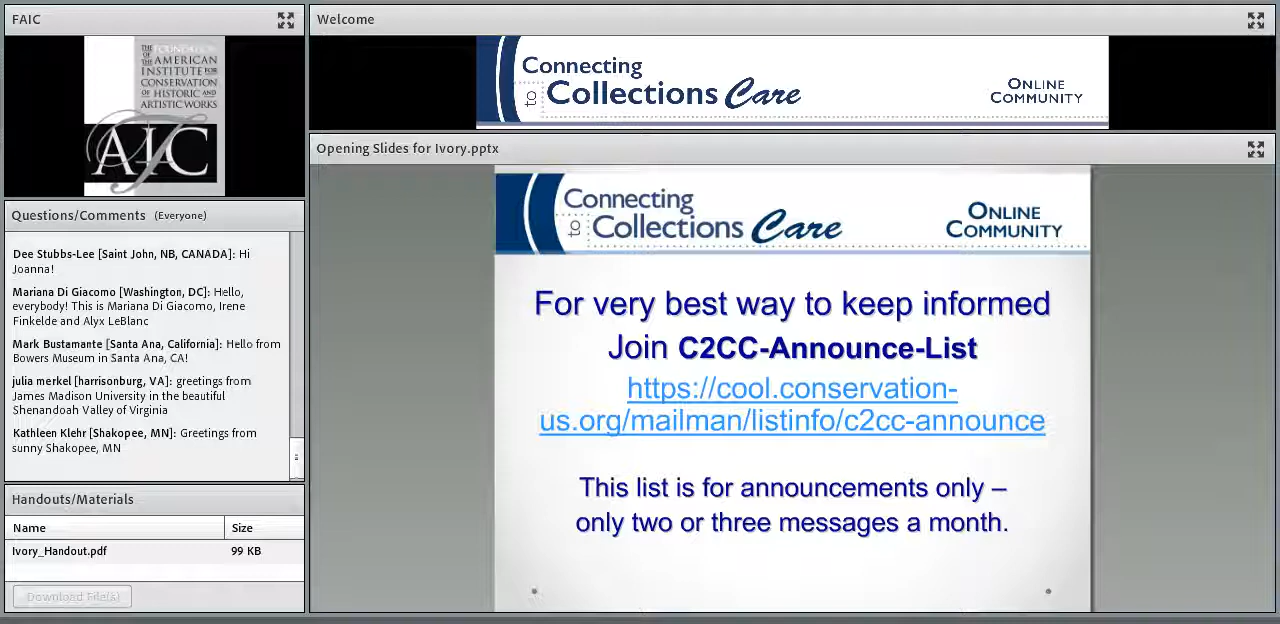 FAIC
THE FOUNDATION
OF THE AMERICAN
INSTITUTE FOR
CONSERVATION
OF HISTORIC AND
ARTISTIC WORKS
AIC
Questions/Comments (Everyone)
Dee Stubbs-Lee [Saint John, NB, CANADA]: Hi
Joanna!
Mariana Di Giacomo [Washington, DC]: Hello,
everybody! This is Mariana Di Giacomo, Irene
Finkelde and Alyx LeBlanc
Mark Bustamante [Santa Ana, California]: Hello from
Bowers Museum in Santa Ana, CA!
julia merkel [harrisonburg, VA]: greetings from
James Madison University in the beautiful
Shenandoah Valley of Virginia
Kathleen Klehr [Shakopee, MN]: Greetings from
sunny Shakopee, MN
Handouts/Materials
Name Size
Ivory_Handout.pdf 99 KB
Download File(s)
Welcome
Connecting
to Collections Care
ONLINE
COMMUNITY
Opening Slides for Ivory.pptx
Connecting
to Collections Care
ONLINE
COMMUNITY
For very best way to keep informed
Join C2CC-Announce-List
https://cool.conservation-
us.org/mailman/listinfo/c2cc-announce
This list is for announcements only –
only two or three messages a month.